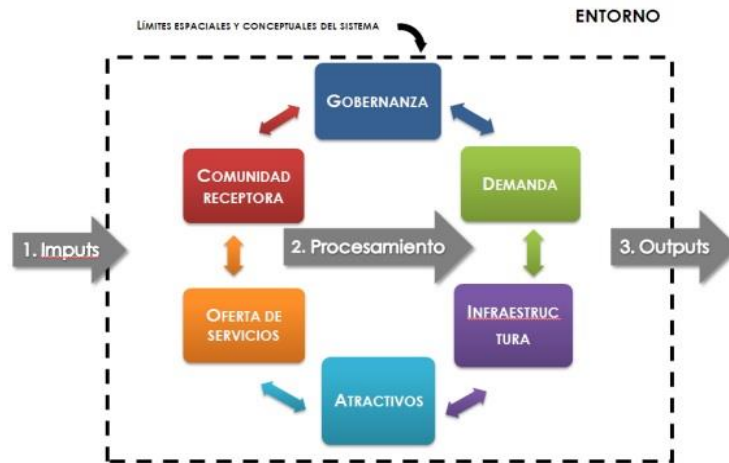 ENTORNO
LÍMITES ESPACIALES Y CONCEPTUALES DEL SISTEMA
GOBERNANZA
COMUNIDAD
RECEPTORA
DEMANDA
1. Imputs
2. Procesamiento
3. Outputs
OFERTA DE
SERVICIOS
INFRAESTRUC
TURA
ATRACTIVOS